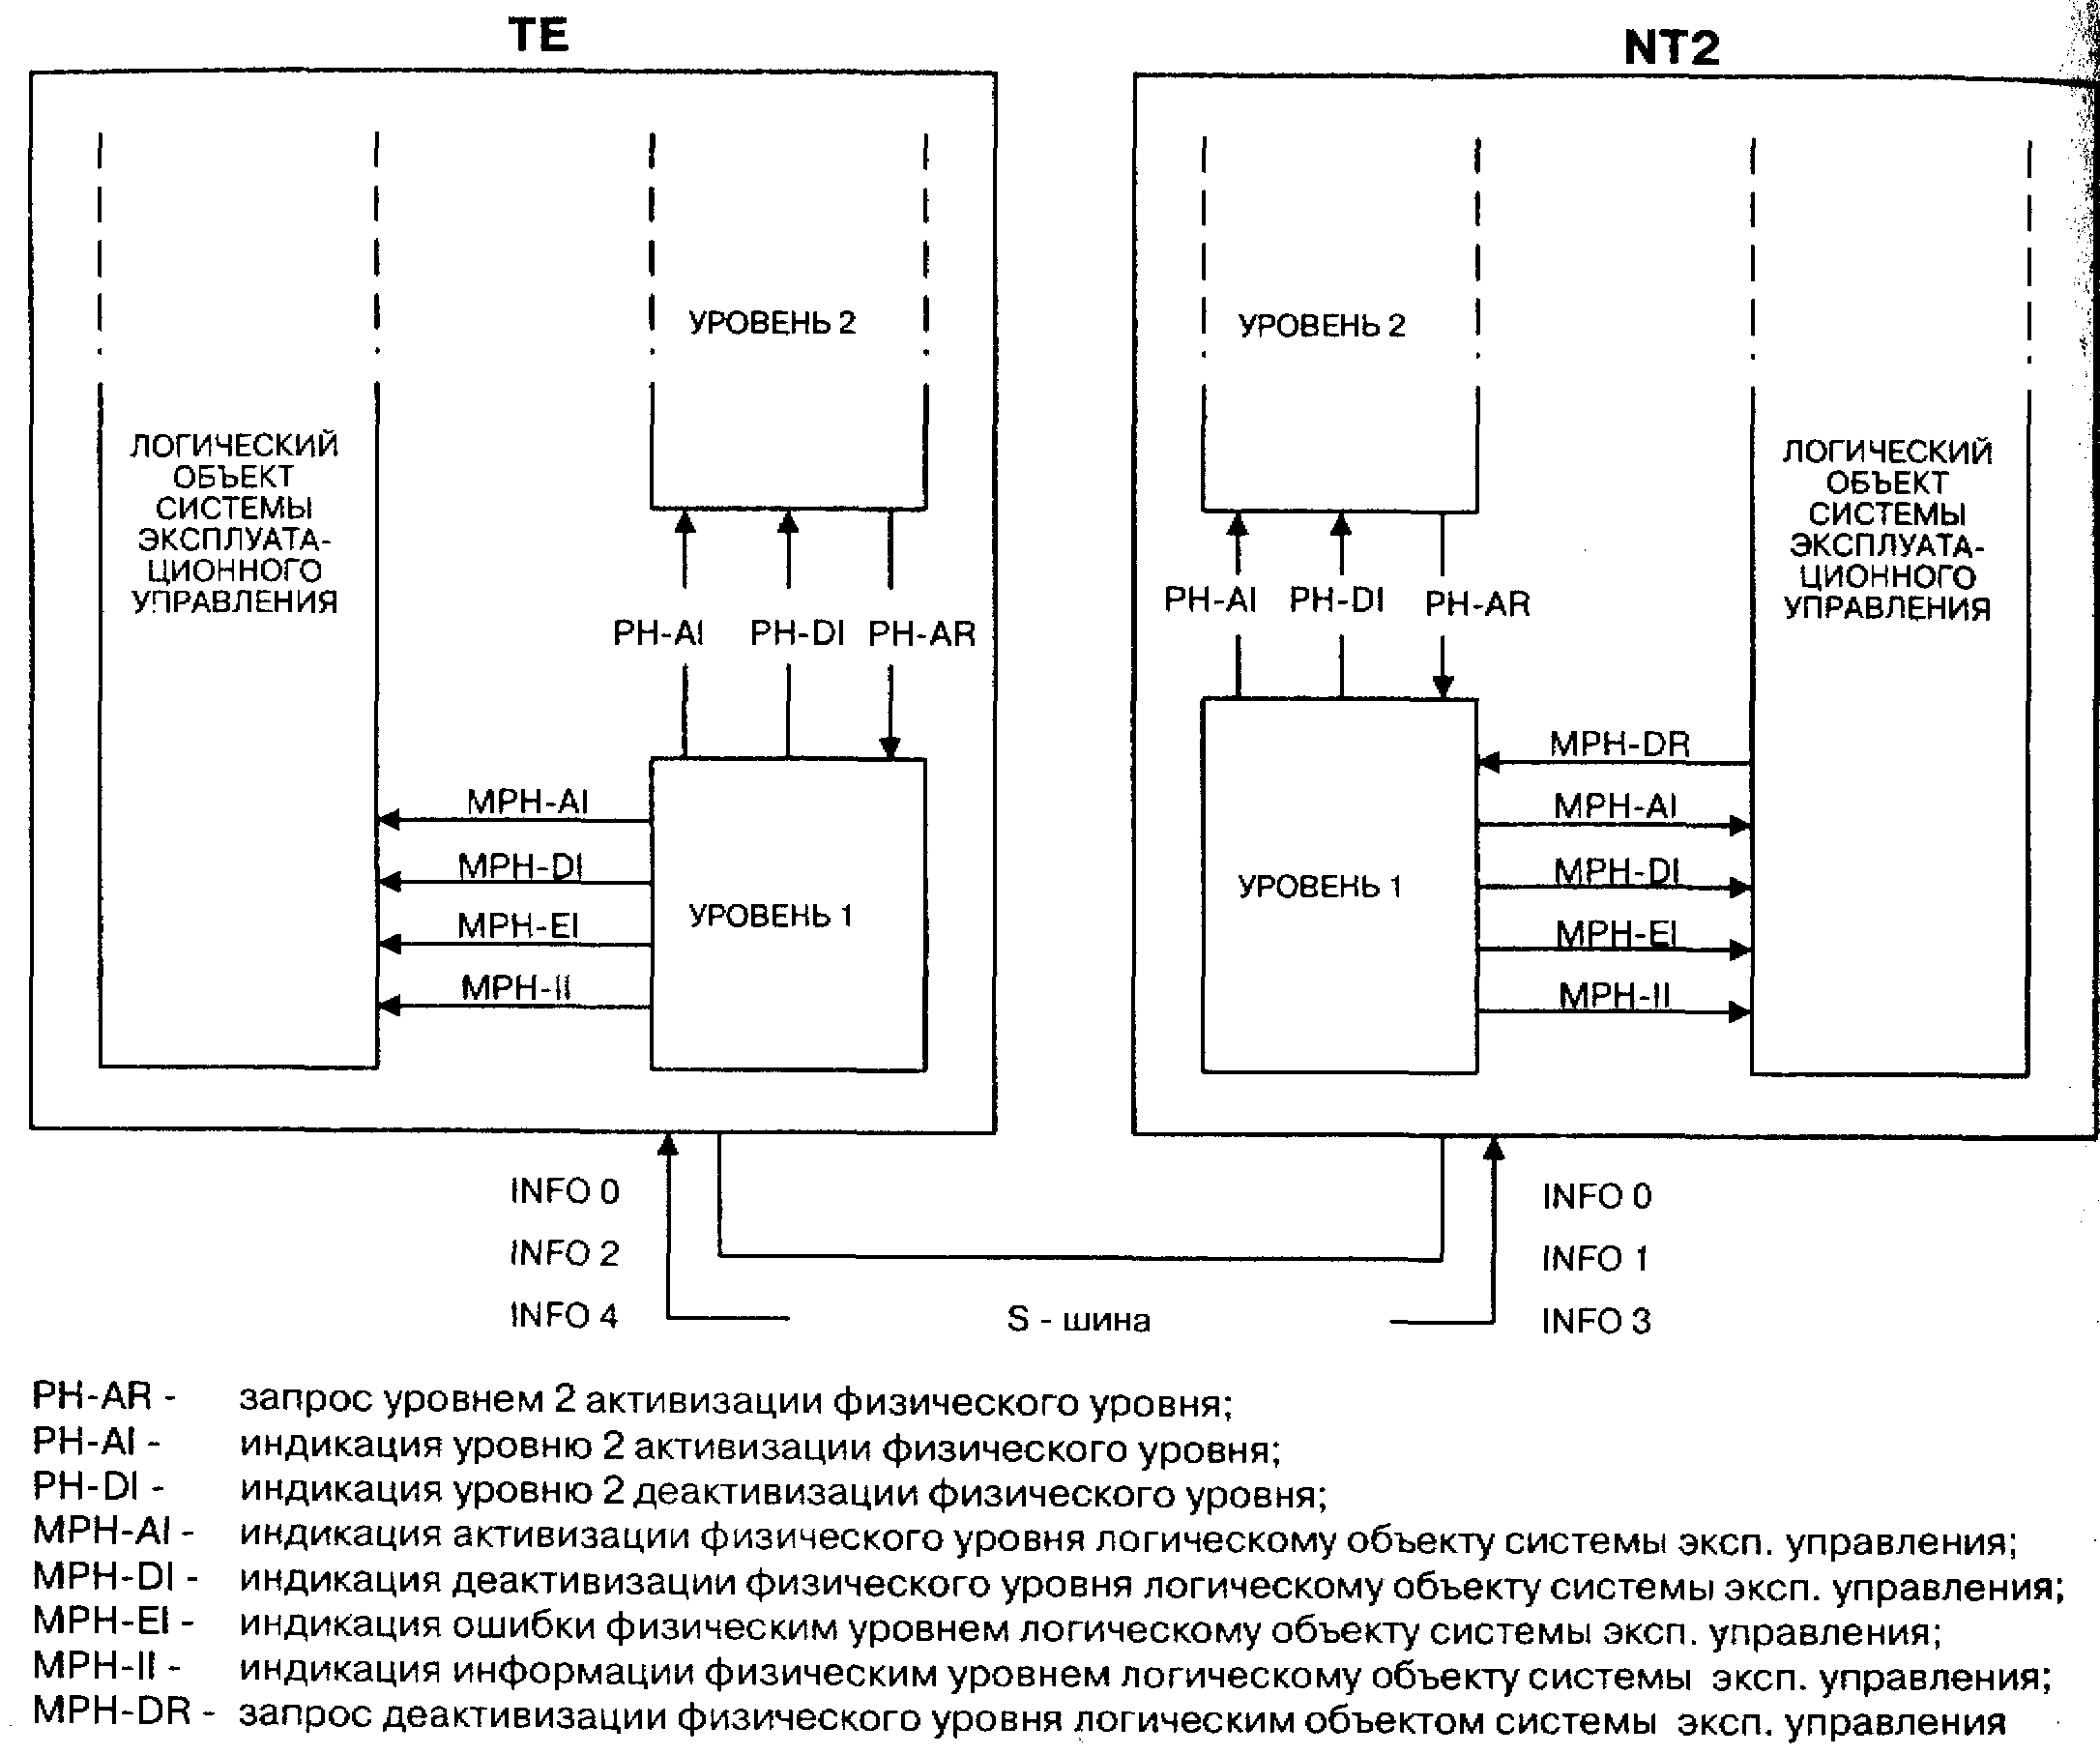 TE
NT2
УРОВЕНЬ 2
УРОВЕНЬ 2
ЛОГИЧЕСКИЙ
ОБЪЕКТ
СИСТЕМЫ
ЭКСПЛУАТА-
ЦИОННОГО
УПРАВЛЕНИЯ
ЛОГИЧЕСКИЙ
ОБЪЕКТ
СИСТЕМЫ
ЭКСПЛУАТА-
ЦИОННОГО
УПРАВЛЕНИЯ
PH-AI PH-DI PH-AR
PH-AI PH-DI PH-AR
MPH-AI
MPH-DI
MPH-EI
MPH-II
УРОВЕНЬ 1
УРОВЕНЬ 1
MPH-DR
MPH-AI
MPH-DI
MPH-EI
MPH-II
INFO 0
INFO 2
INFO 4
S - шина
INFO 0
INFO 1
INFO 3
PH-AR - запрос уровнем 2 активизации физического уровня;
PH-AI - индикация уровню 2 активизации физического уровня;
PH-DI - индикация уровню 2 деактивизации физического уровня;
MPH-AI - индикация активизации физического уровня логическому объекту системы эксп. управления;
MPH-DI - индикация деактивизации физического уровня логическому объекту системы эксп. управления;
MPH-EI - индикация ошибки физическим уровнем логическому объекту системы эксп. управления;
MPH-II - индикация информации физическим уровнем логическому объекту системы эксп. управления;
MPH-DR - запрос деактивизации физического уровня логическим объектом системы эксп. управления